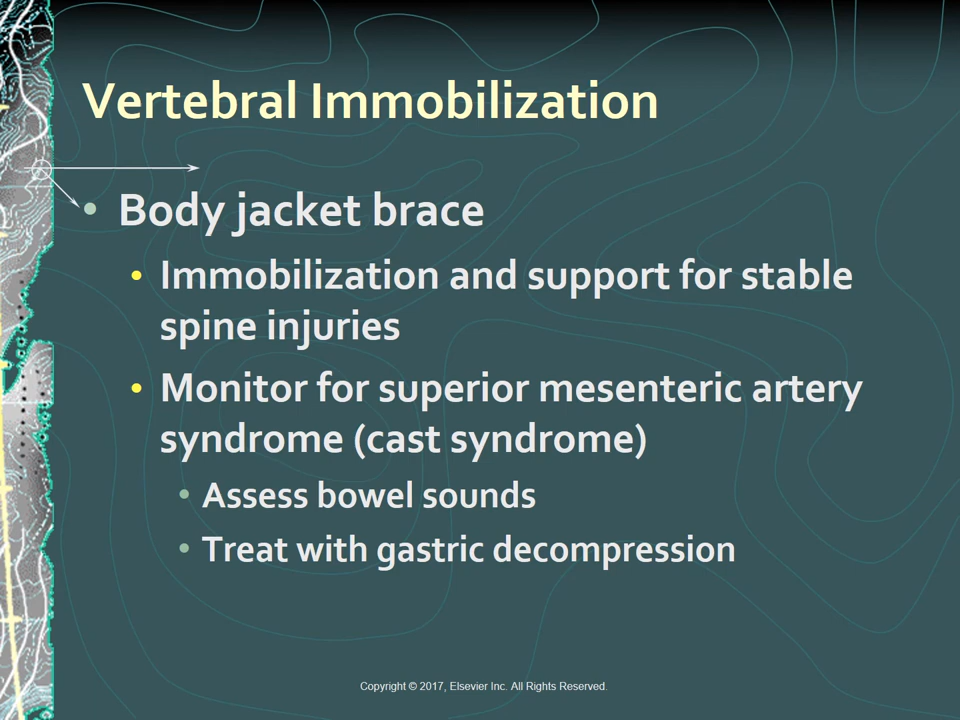 Vertebral Immobilization
• Body jacket brace
• Immobilization and support for stable
spine injuries
• Monitor for superior mesenteric artery
syndrome (cast syndrome)
• Assess bowel sounds
• Treat with gastric decompression
Copyright © 2017, Elsevier Inc. All Rights Reserved.